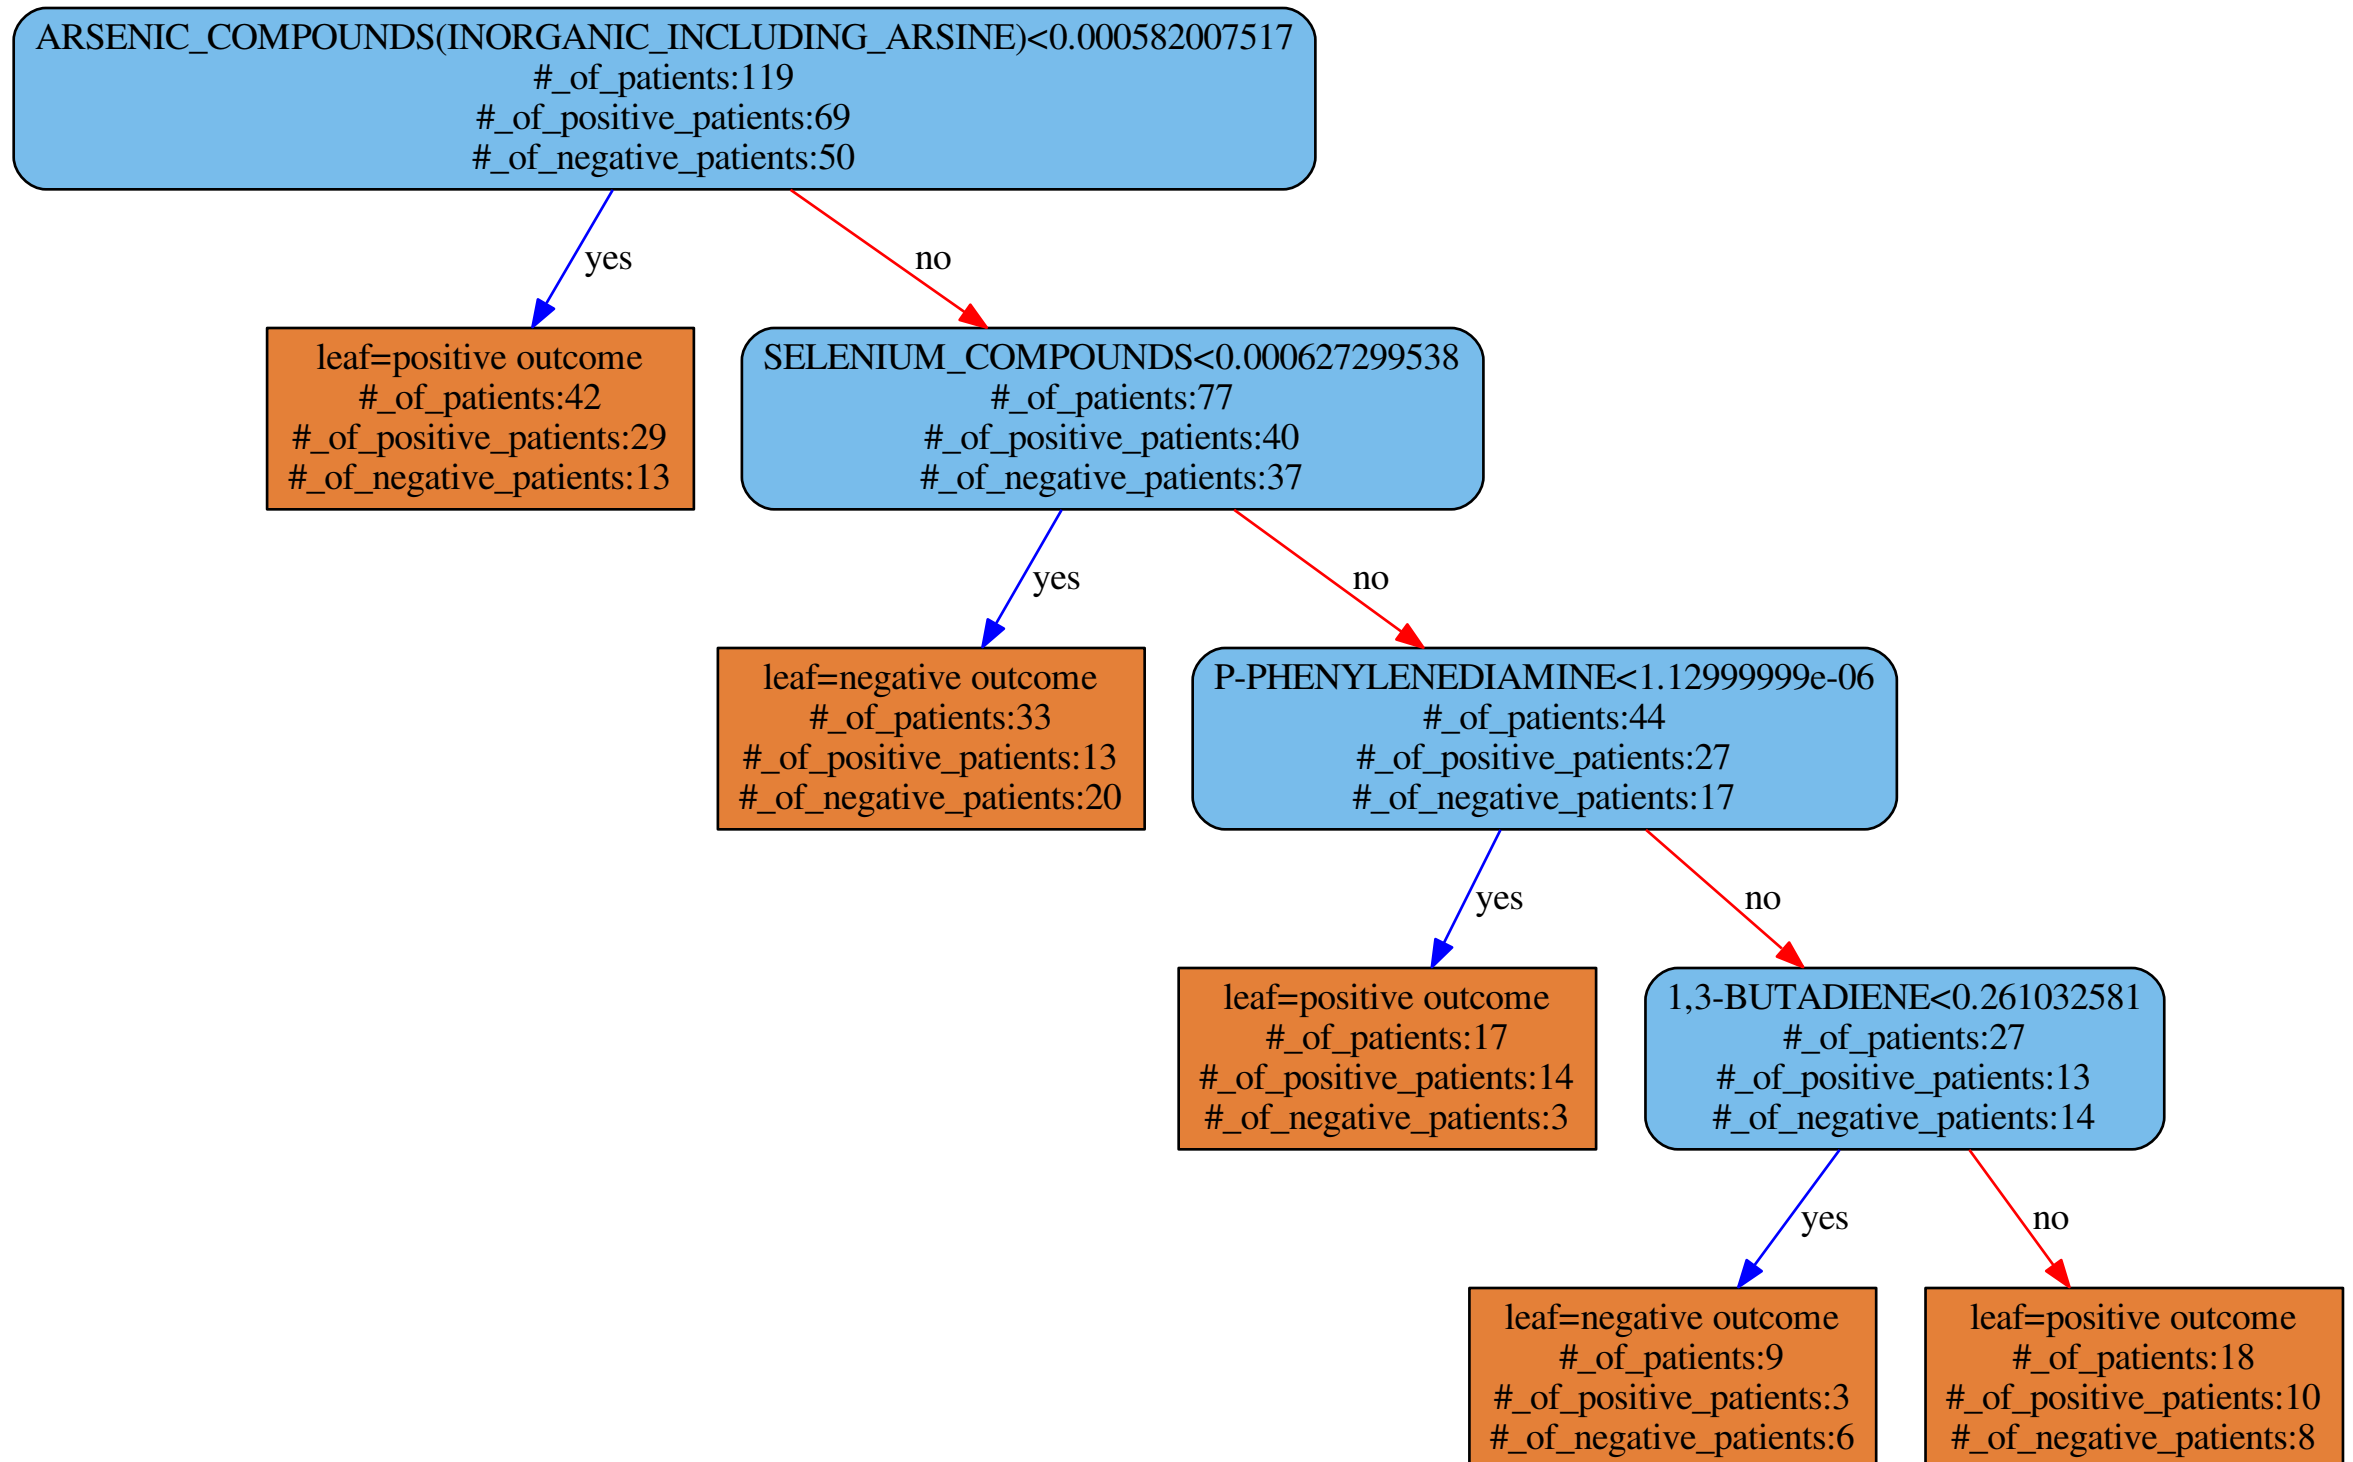 ARSENIC_COMPOUNDS(INORGANIC_INCLUDING_ARSINE)<0.000582007517
#_of_patients:119
#_of_positive_patients:69
#_of_negative_patients:50
yes
no
leaf=positive outcome
#_of_patients:42
#_of_positive_patients:29
#_of_negative_patients:13
SELENIUM_COMPOUNDS<0.000627299538
#_of_patients:77
#_of_positive_patients:40
#_of_negative_patients:37
yes
no
leaf=negative outcome
#_of_patients:33
#_of_positive_patients:13
#_of_negative_patients:20
P-PHENYLENEDIAMINE<1.12999999e-06
#_of_patients:44
#_of_positive_patients:27
#_of_negative_patients:17
yes
no
leaf=positive outcome
#_of_patients:17
#_of_positive_patients:14
#_of_negative_patients:3
1,3-BUTADIENE<0.261032581
#_of_patients:27
#_of_positive_patients:13
#_of_negative_patients:14
yes
no
leaf=negative outcome
#_of_patients:9
#_of_positive_patients:3
#_of_negative_patients:6
leaf=positive outcome
#_of_patients:18
#_of_positive_patients:10
#_of_negative_patients:8